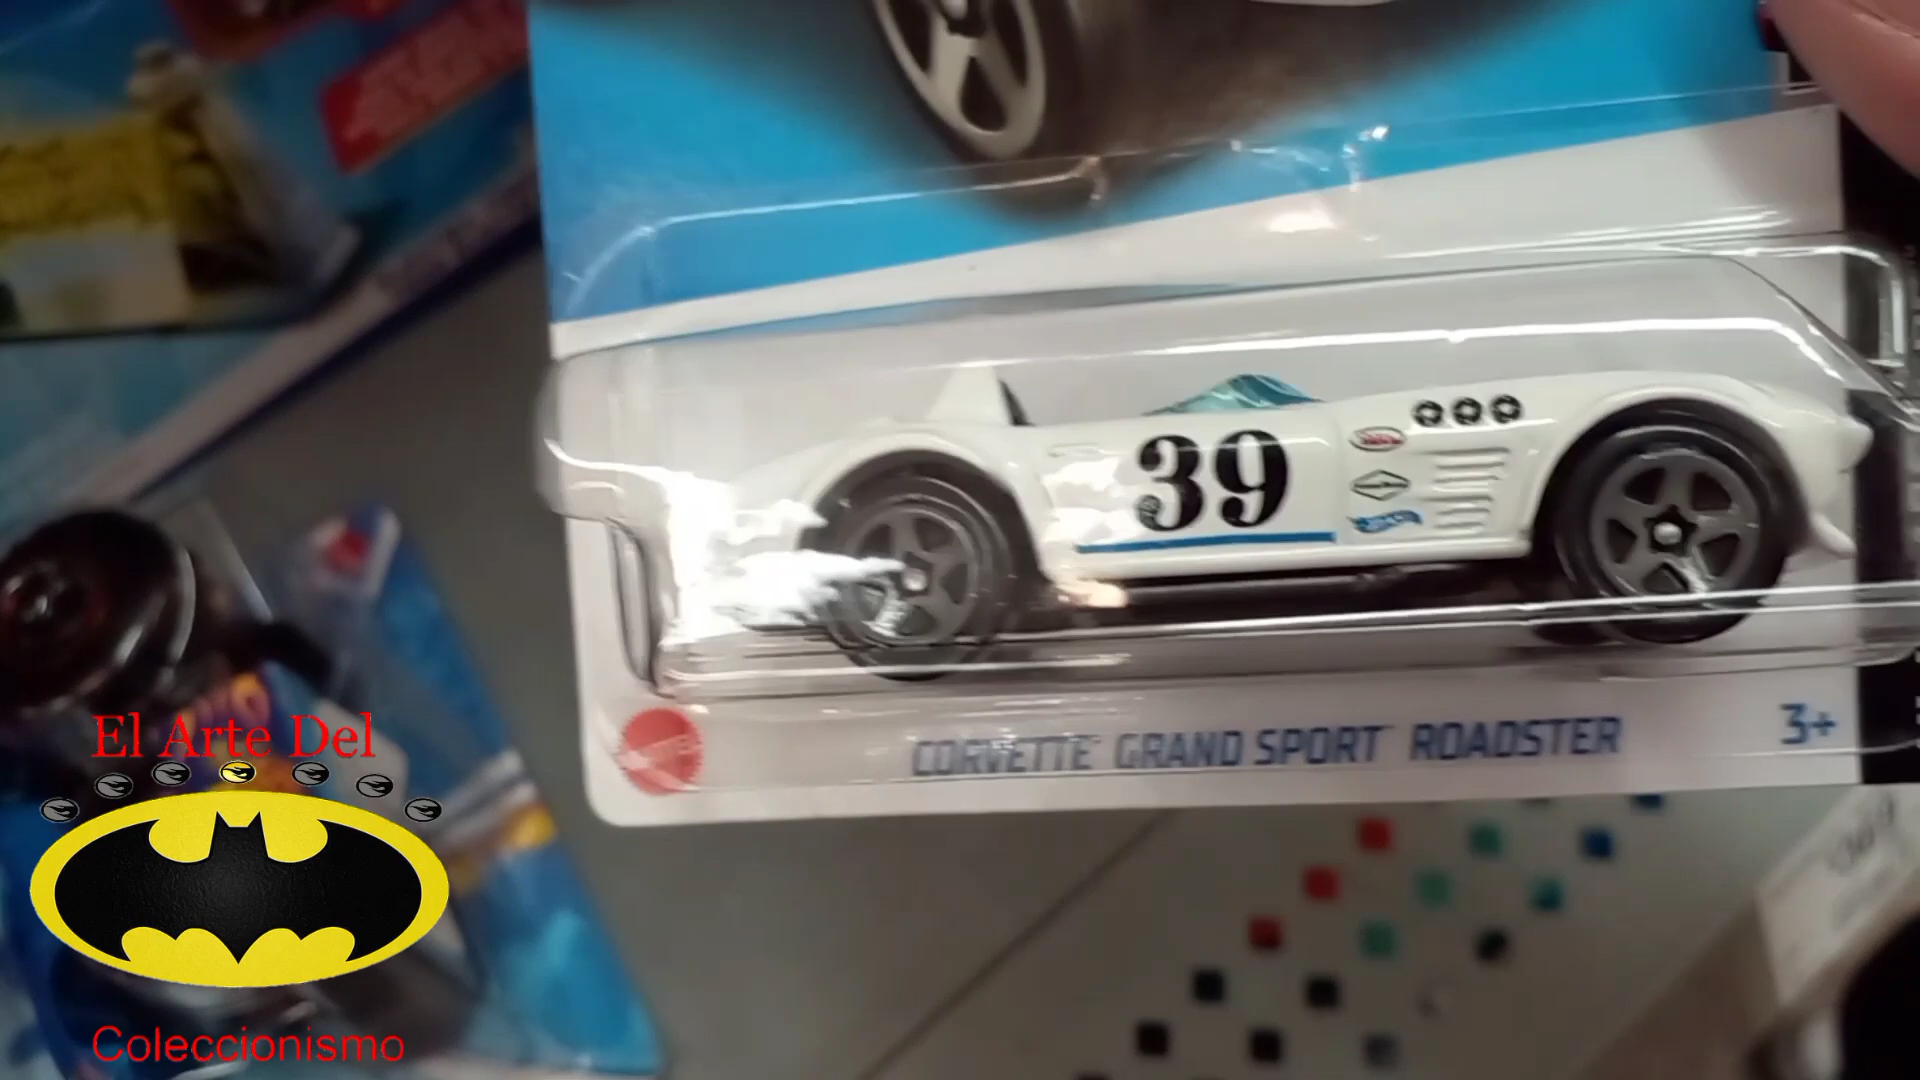 39
CORVETTE GRAND SPORT ROADSTER
3+
El Arte Del
Coleccionismo